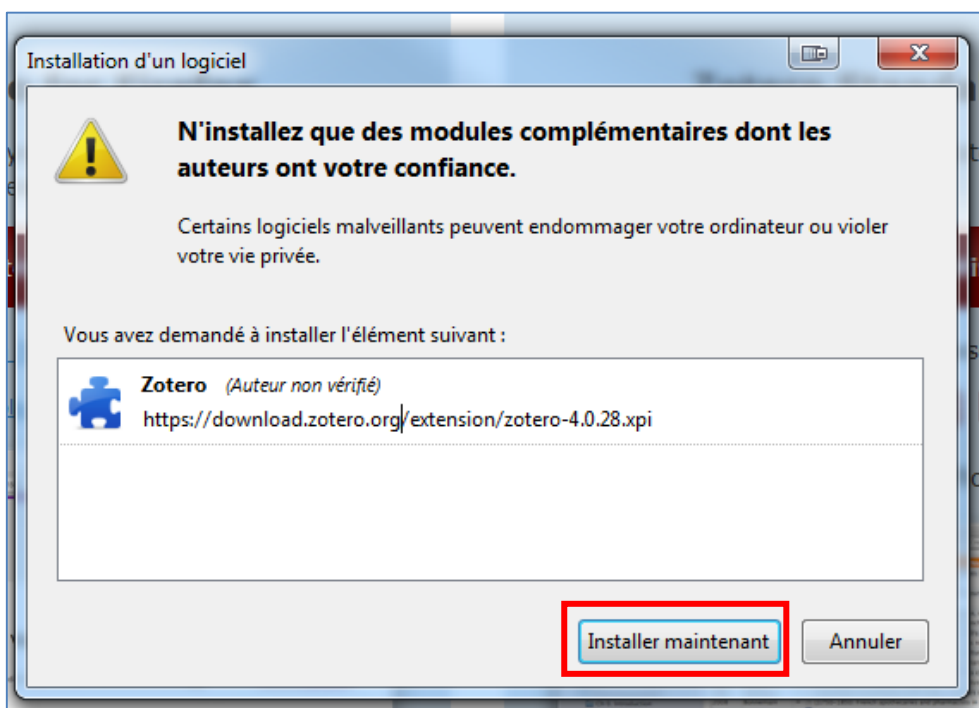 Installation d'un logiciel
N'installez que des modules complémentaires dont les
auteurs ont votre confiance.
Certains logiciels malveillants peuvent endommager votre ordinateur ou violer
votre vie privée.
Vous avez demandé à installer l'élément suivant :
Zotero (Auteur non vérifié)
https://download.zotero.org/extension/zotero-4.0.28.xpi
Installer maintenant
Annuler